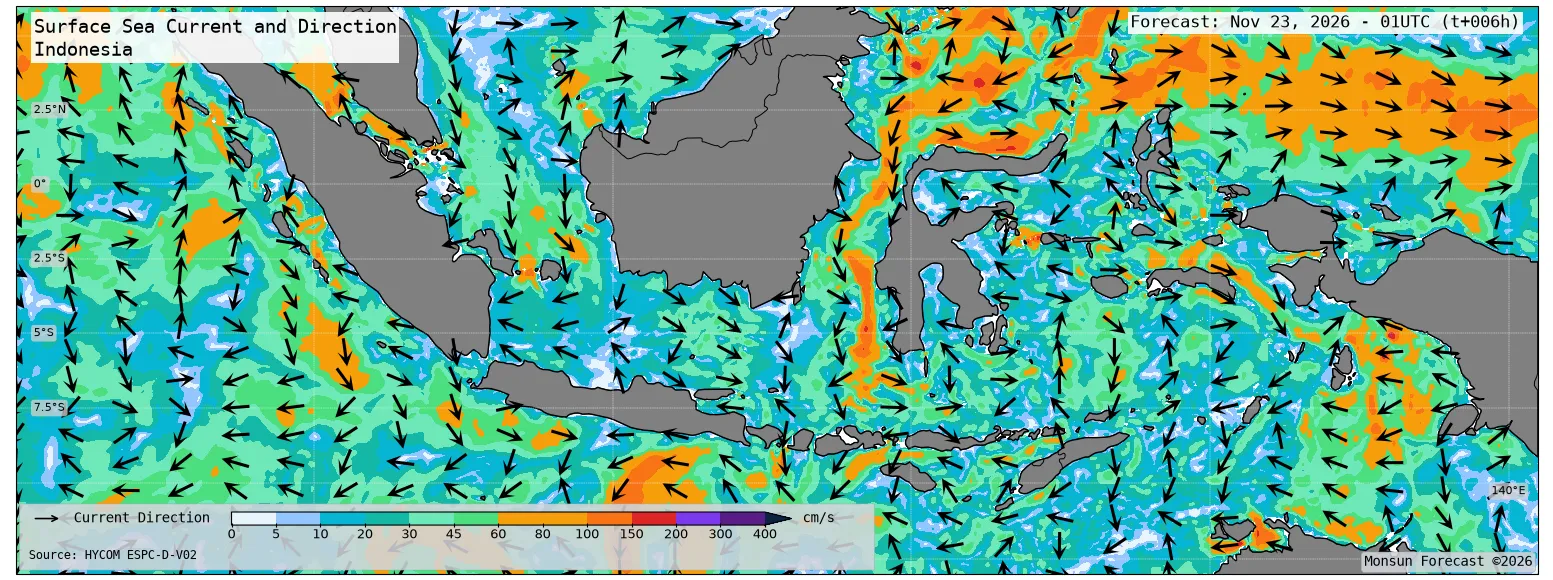 Surface Sea Current and Direction
Indonesia
Forecast: Nov 23, 2026 - 01UTC (t+006h)
2.5°N
0°
2.5°S
5°S
7.5°S
140°E
Current Direction
0 5 10 20 30 45 60 80 100 150 200 300 400 cm/s
Source: HYCOM ESPC-D-V02
Monsun Forecast ©2026